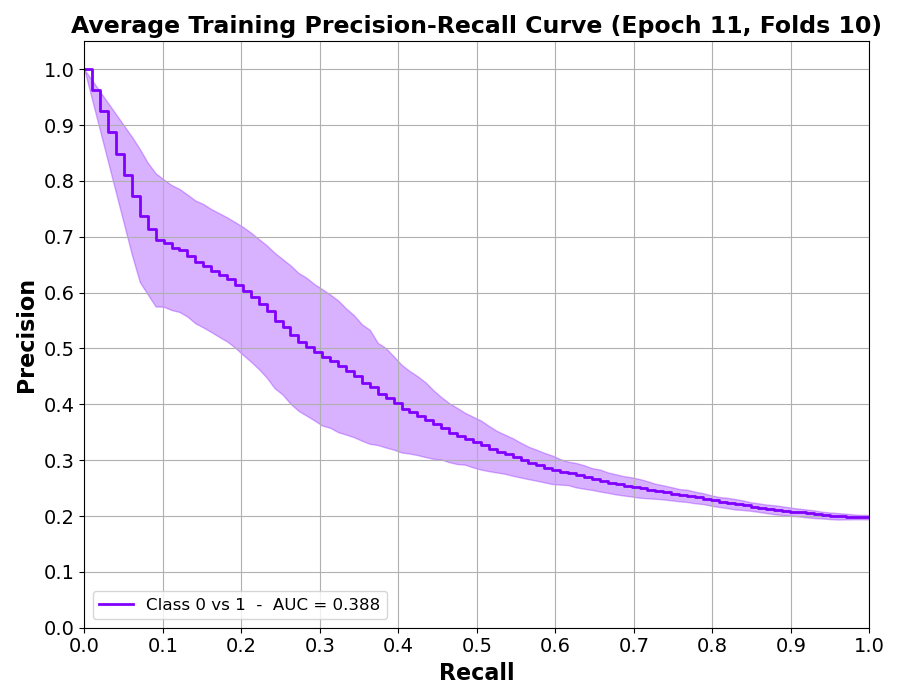 Average Training Precision-Recall Curve (Epoch 11, Folds 10)
Precision
1.0
0.9
0.8
0.7
0.6
0.5
0.4
0.3
0.2
0.1
0.0
Class 0 vs 1 - AUC = 0.388
0.0 0.1 0.2 0.3 0.4 0.5 0.6 0.7 0.8 0.9 1.0
Recall